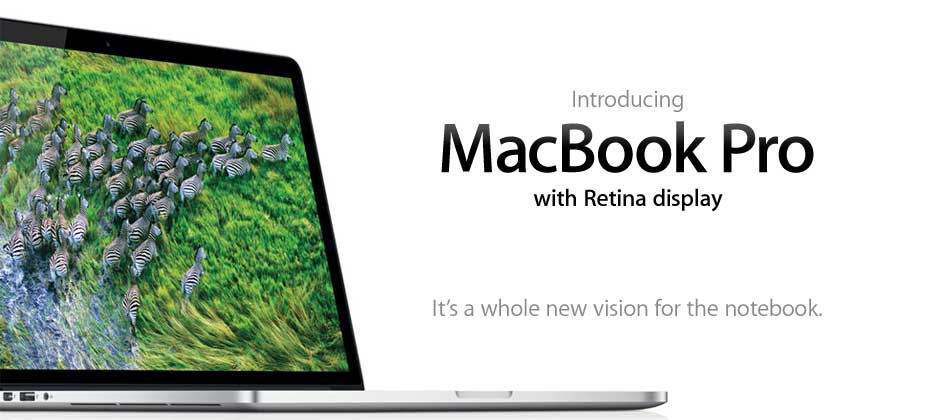 Introducing
MacBook Pro
with Retina display
It’s a whole new vision for the notebook.